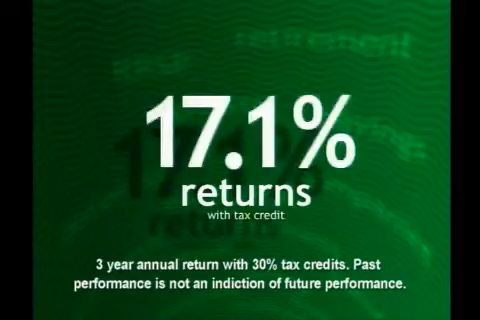 retirement
17.1%
returns
with tax credit
3 year annual return with 30% tax credits. Past
performance is not an indiction of future performance.